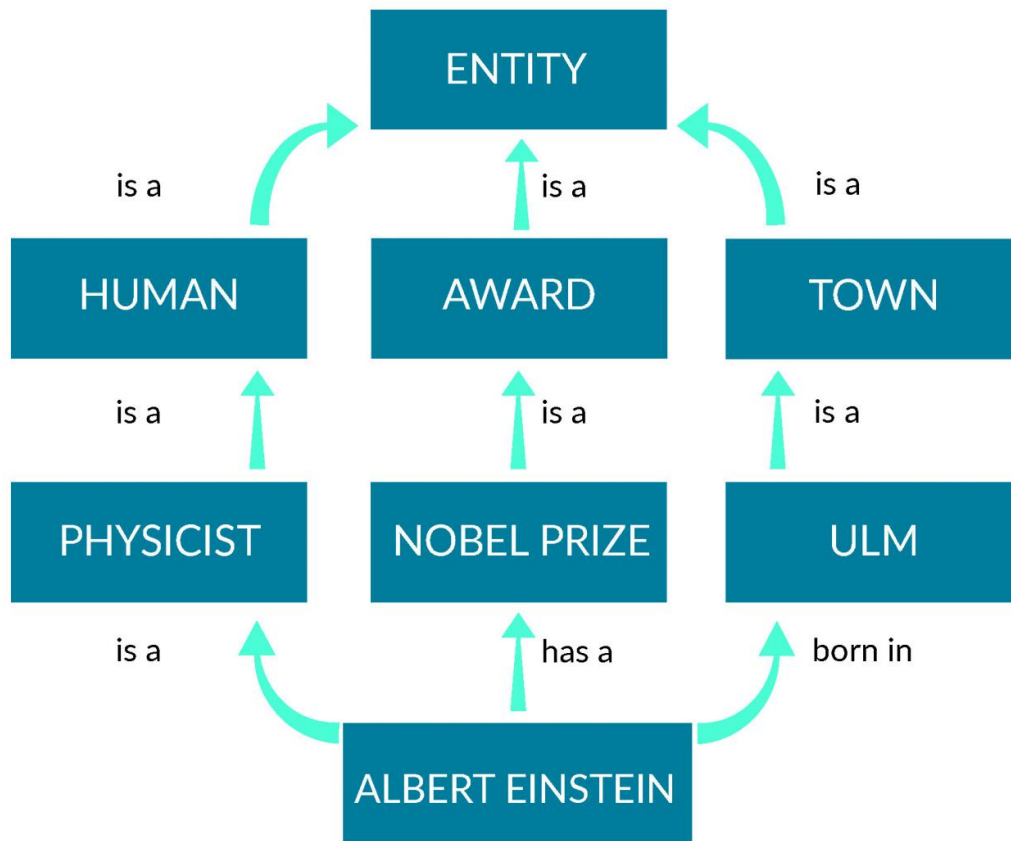 ENTITY
is a
is a
is a
HUMAN
AWARD
TOWN
is a
is a
is a
PHYSICIST
NOBEL PRIZE
ULM
is a
has a
born in
ALBERT EINSTEIN